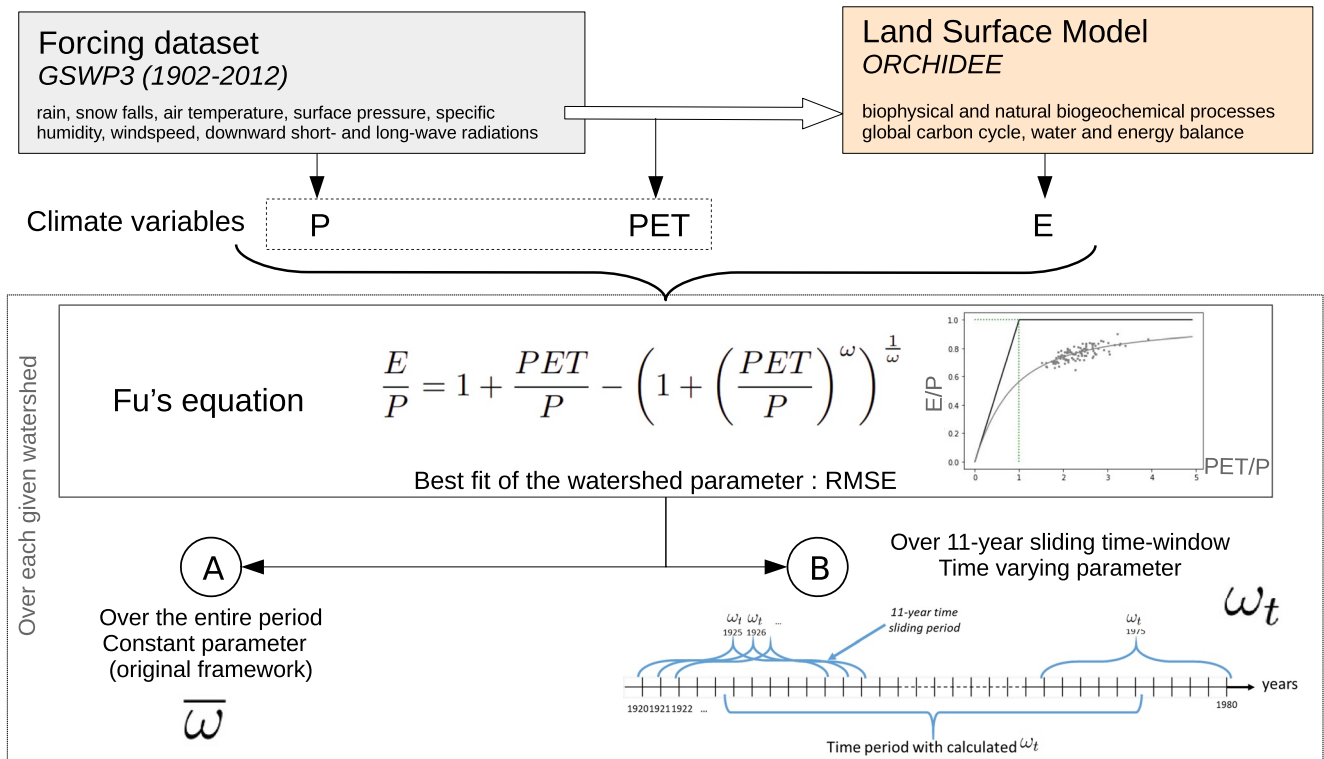 Forcing dataset
GSWP3 (1902-2012)
rain, snow falls, air temperature, surface pressure, specific
humidity, windspeed, downward short- and long-wave radiations
Land Surface Model
ORCHIDEE
biophysical and natural biogeochemical processes
global carbon cycle, water and energy balance
Climate variables
P
PET
E
Over each given watershed
Fu's equation
E/P = 1 + PET/P − (1 + (PET/P)^ω)^(1/ω)
Best fit of the watershed parameter : RMSE
E/P
1.0
0.8
0.6
0.4
0.2
0.0
0 1 2 3 4 5
PET/P
A
Over the entire period
Constant parameter
(original framework)
ω̅
B
Over 11-year sliding time-window
Time varying parameter
ω_t
ω_t ω_t ...
1925 1926
11-year time
sliding period
ω_t
1975
years
1920 1921 1922 ...
1980
Time period with calculated ω_t